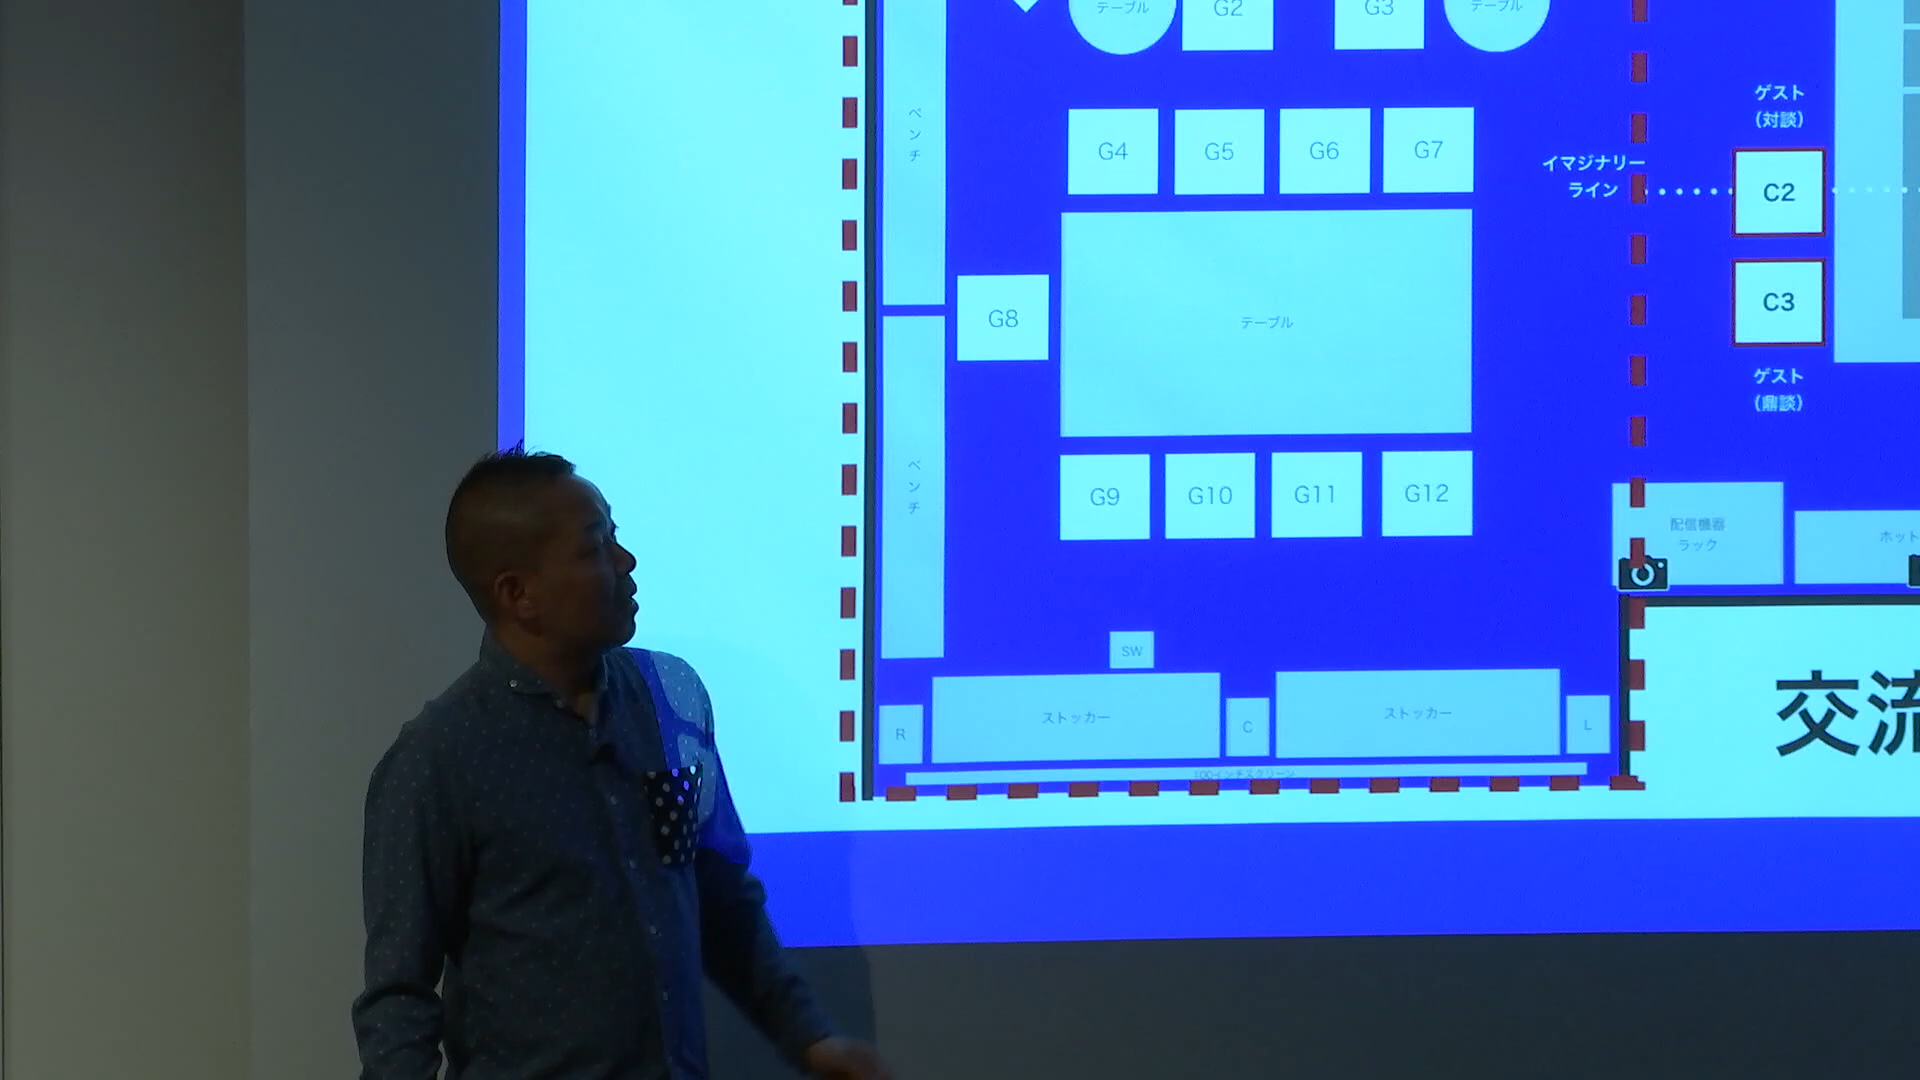 テーブル
G2
G3
テーブル
ベンチ
G4
G5
G6
G7
ゲスト
(対談)
イマジナリー
ライン
C2
G8
テーブル
C3
ゲスト
(鼎談)
ベンチ
G9
G10
G11
G12
配信機器
ラック
ホット
SW
R
ストッカー
C
ストッカー
L
交流